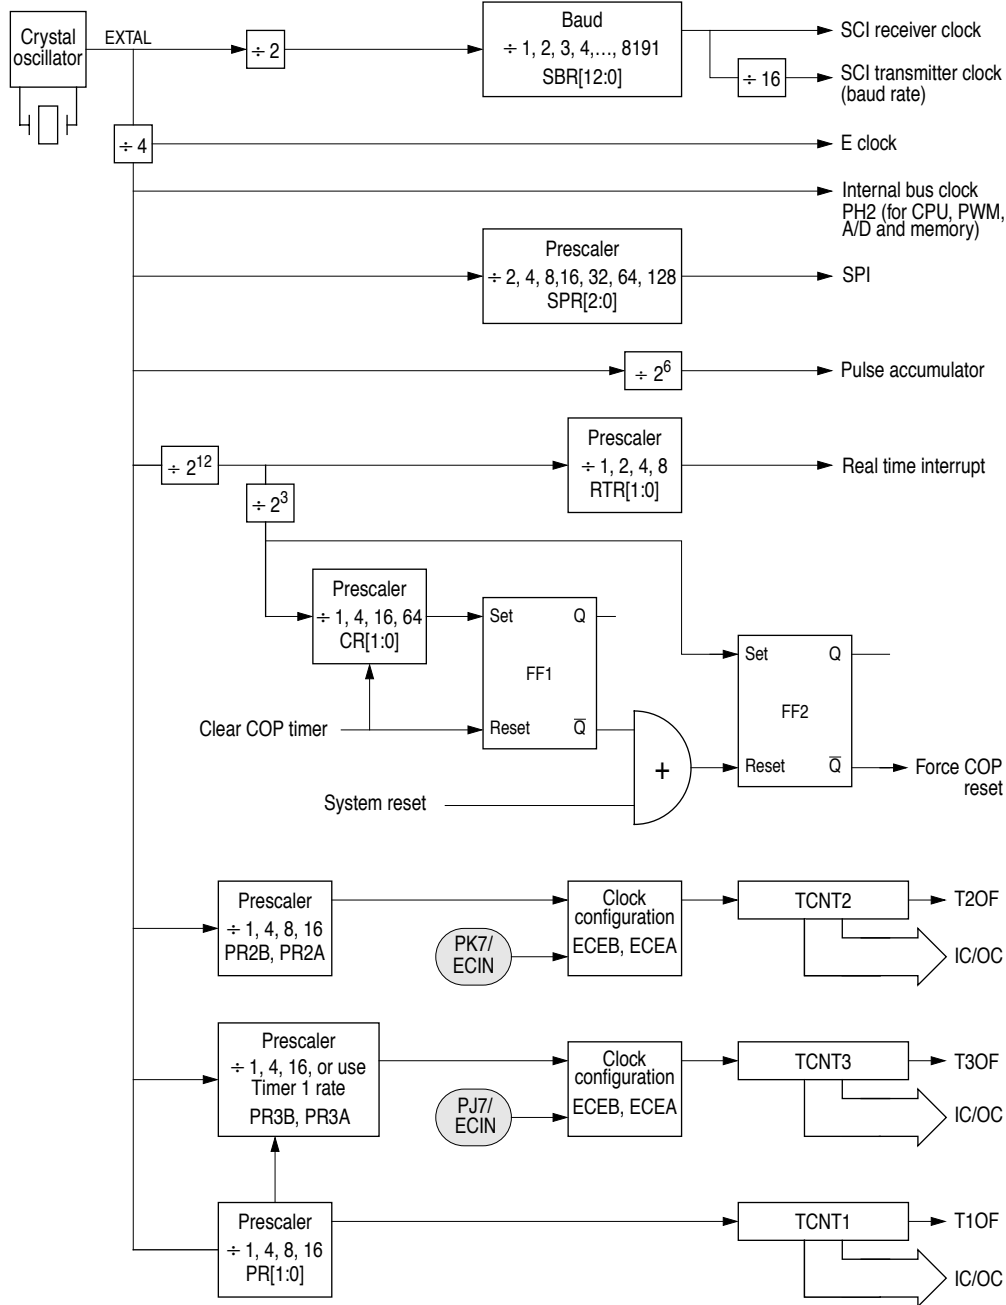 Crystal
oscillator
EXTAL
÷ 2
Baud
÷ 1, 2, 3, 4,..., 8191
SBR[12:0]
SCI receiver clock
÷ 16
SCI transmitter clock
(baud rate)
÷ 4
E clock
Internal bus clock
PH2 (for CPU, PWM,
A/D and memory)
Prescaler
÷ 2, 4, 8,16, 32, 64, 128
SPR[2:0]
SPI
÷ 2⁶
Pulse accumulator
÷ 2¹²
Prescaler
÷ 1, 2, 4, 8
RTR[1:0]
Real time interrupt
÷ 2³
Prescaler
÷ 1, 4, 16, 64
CR[1:0]
Set Q
FF1
Reset Q̅
Clear COP timer
System reset
+
Set Q
FF2
Reset Q̅
Force COP
reset
Prescaler
÷ 1, 4, 8, 16
PR2B, PR2A
PK7/
ECIN
Clock
configuration
ECEB, ECEA
TCNT2
T2OF
IC/OC
Prescaler
÷ 1, 4, 16, or use
Timer 1 rate
PR3B, PR3A
PJ7/
ECIN
Clock
configuration
ECEB, ECEA
TCNT3
T3OF
IC/OC
Prescaler
÷ 1, 4, 8, 16
PR[1:0]
TCNT1
T1OF
IC/OC